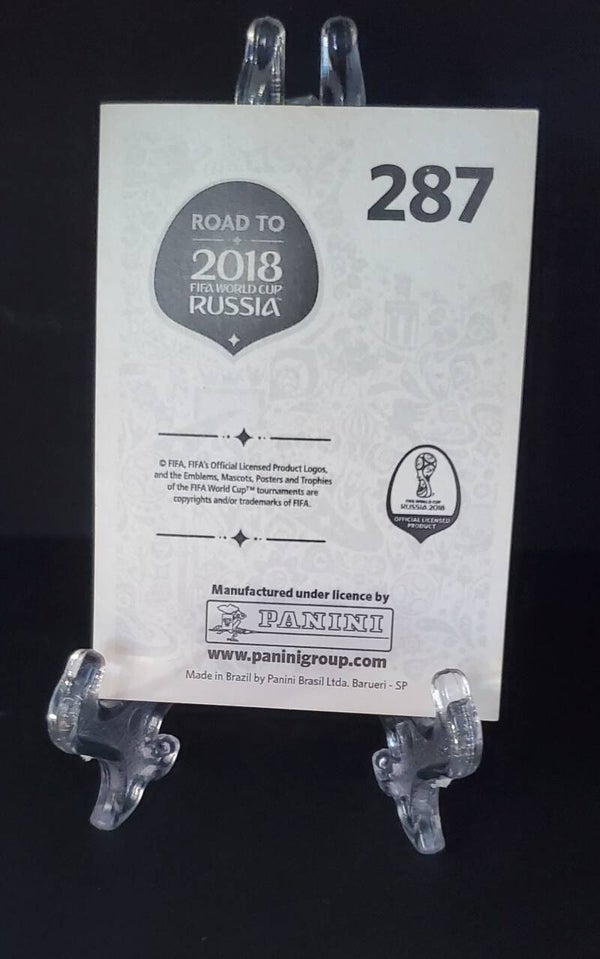 287
ROAD TO
2018
FIFA WORLD CUP
RUSSIA™
© FIFA, FIFA's Official Licensed Product Logos,
and the Emblems, Mascots, Posters and Trophies
of the FIFA World Cup™ tournaments are
copyrights and/or trademarks of FIFA.
FIFA WORLD CUP
RUSSIA 2018
OFFICIAL LICENSED
PRODUCT
Manufactured under licence by
PANINI
www.paninigroup.com
Made in Brazil by Panini Brasil Ltda. Barueri - SP